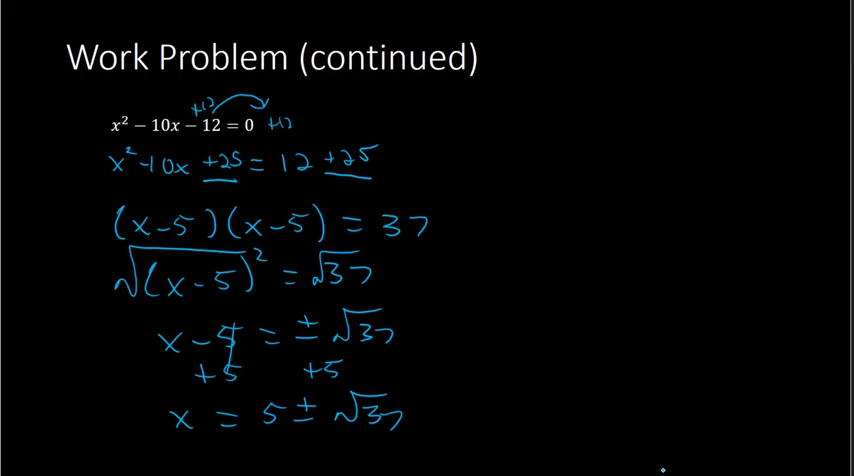 Work Problem (continued)
+12
x² − 10x − 12 = 0 +12
x² − 10x +25 = 12 +25
(x − 5)(x − 5) = 37
√(x − 5)² = √37
x − 5 = ± √37
+5 +5
x = 5 ± √37